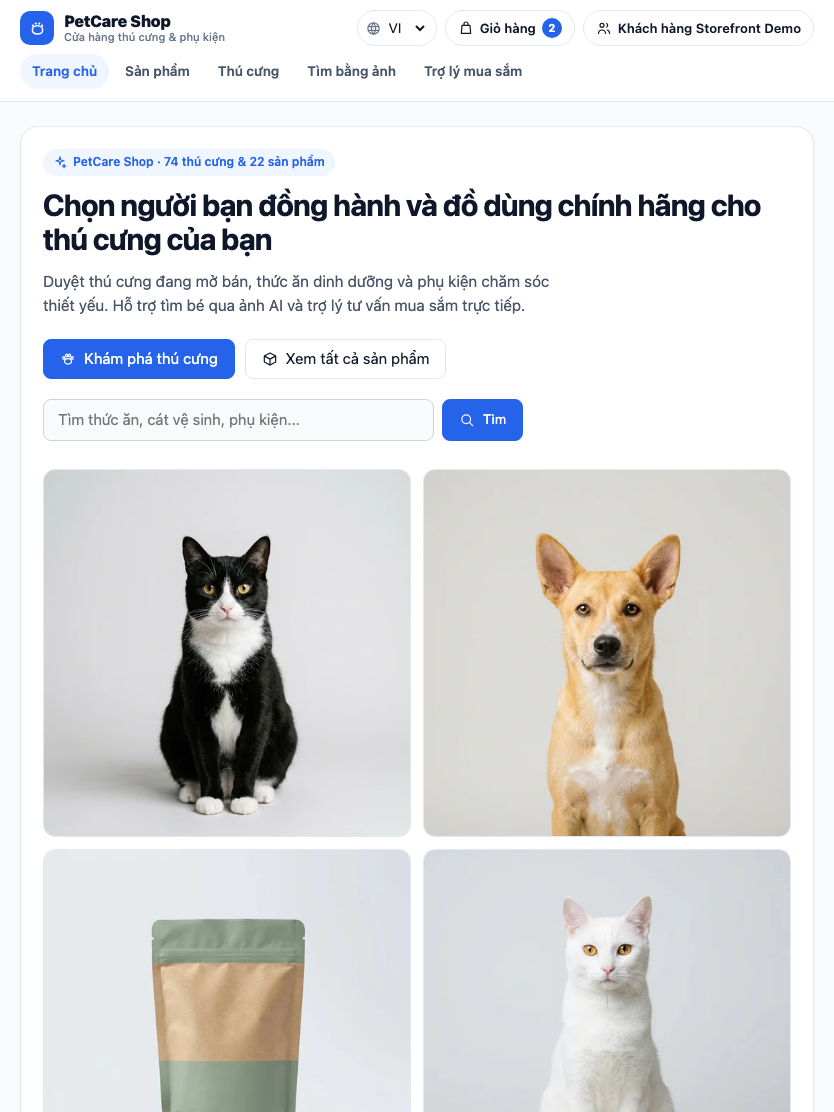 PetCare Shop
Cửa hàng thú cưng & phụ kiện
VI
Giỏ hàng 2
Khách hàng Storefront Demo
Trang chủ
Sản phẩm
Thú cưng
Tìm bằng ảnh
Trợ lý mua sắm
PetCare Shop · 74 thú cưng & 22 sản phẩm
Chọn người bạn đồng hành và đồ dùng chính hãng cho
thú cưng của bạn
Duyệt thú cưng đang mở bán, thức ăn dinh dưỡng và phụ kiện chăm sóc
thiết yếu. Hỗ trợ tìm bé qua ảnh AI và trợ lý tư vấn mua sắm trực tiếp.
Khám phá thú cưng
Xem tất cả sản phẩm
Tìm thức ăn, cát vệ sinh, phụ kiện...
Tìm